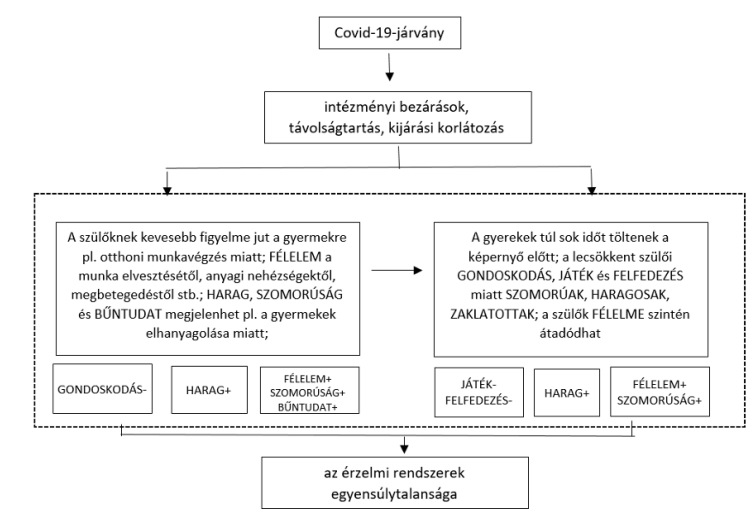 Covid-19-járvány
intézményi bezárások,
távolságtartás, kijárási korlátozás
A szülőknek kevesebb figyelme jut a gyermekre
pl. otthoni munkavégzés miatt; FÉLELEM a
munka elvesztésétől, anyagi nehézségektől,
megbetegedéstől stb.; HARAG, SZOMORÚSÁG
és BŰNTUDAT megjelenhet pl. a gyermekek
elhanyagolása miatt;
GONDOSKODÁS-
HARAG+
FÉLELEM+
SZOMORÚSÁG+
BŰNTUDAT+
A gyerekek túl sok időt töltenek a
képernyő előtt; a lecsökkent szülői
GONDOSKODÁS, JÁTÉK és FELFEDEZÉS
miatt SZOMORÚAK, HARAGOSAK,
ZAKLATOTTAK; a szülők FÉLELME szintén
átadódhat
JÁTÉK-
FELFEDEZÉS-
HARAG+
FÉLELEM+
SZOMORÚSÁG+
az érzelmi rendszerek
egyensúlytalansága